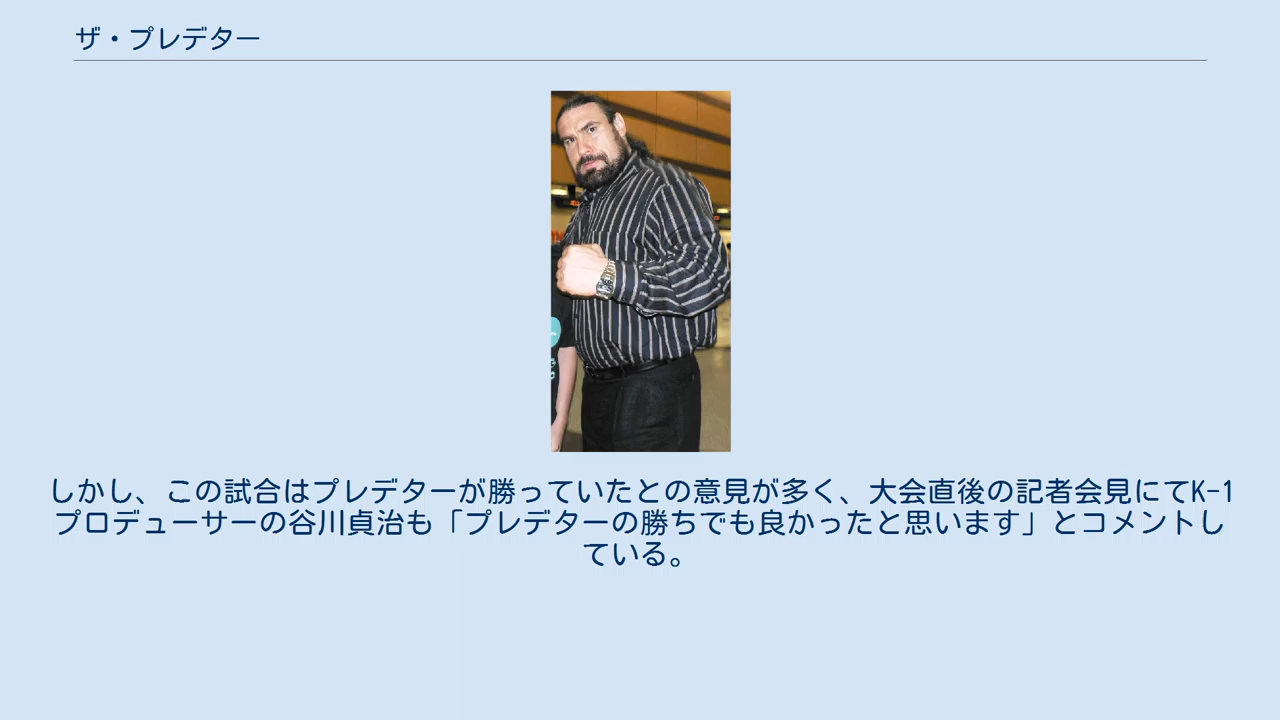 ザ・プレデター
しかし、この試合はプレデターが勝っていたとの意見が多く、大会直後の記者会見にてK-1
プロデューサーの谷川貞治も「プレデターの勝ちでも良かったと思います」とコメントし
ている。